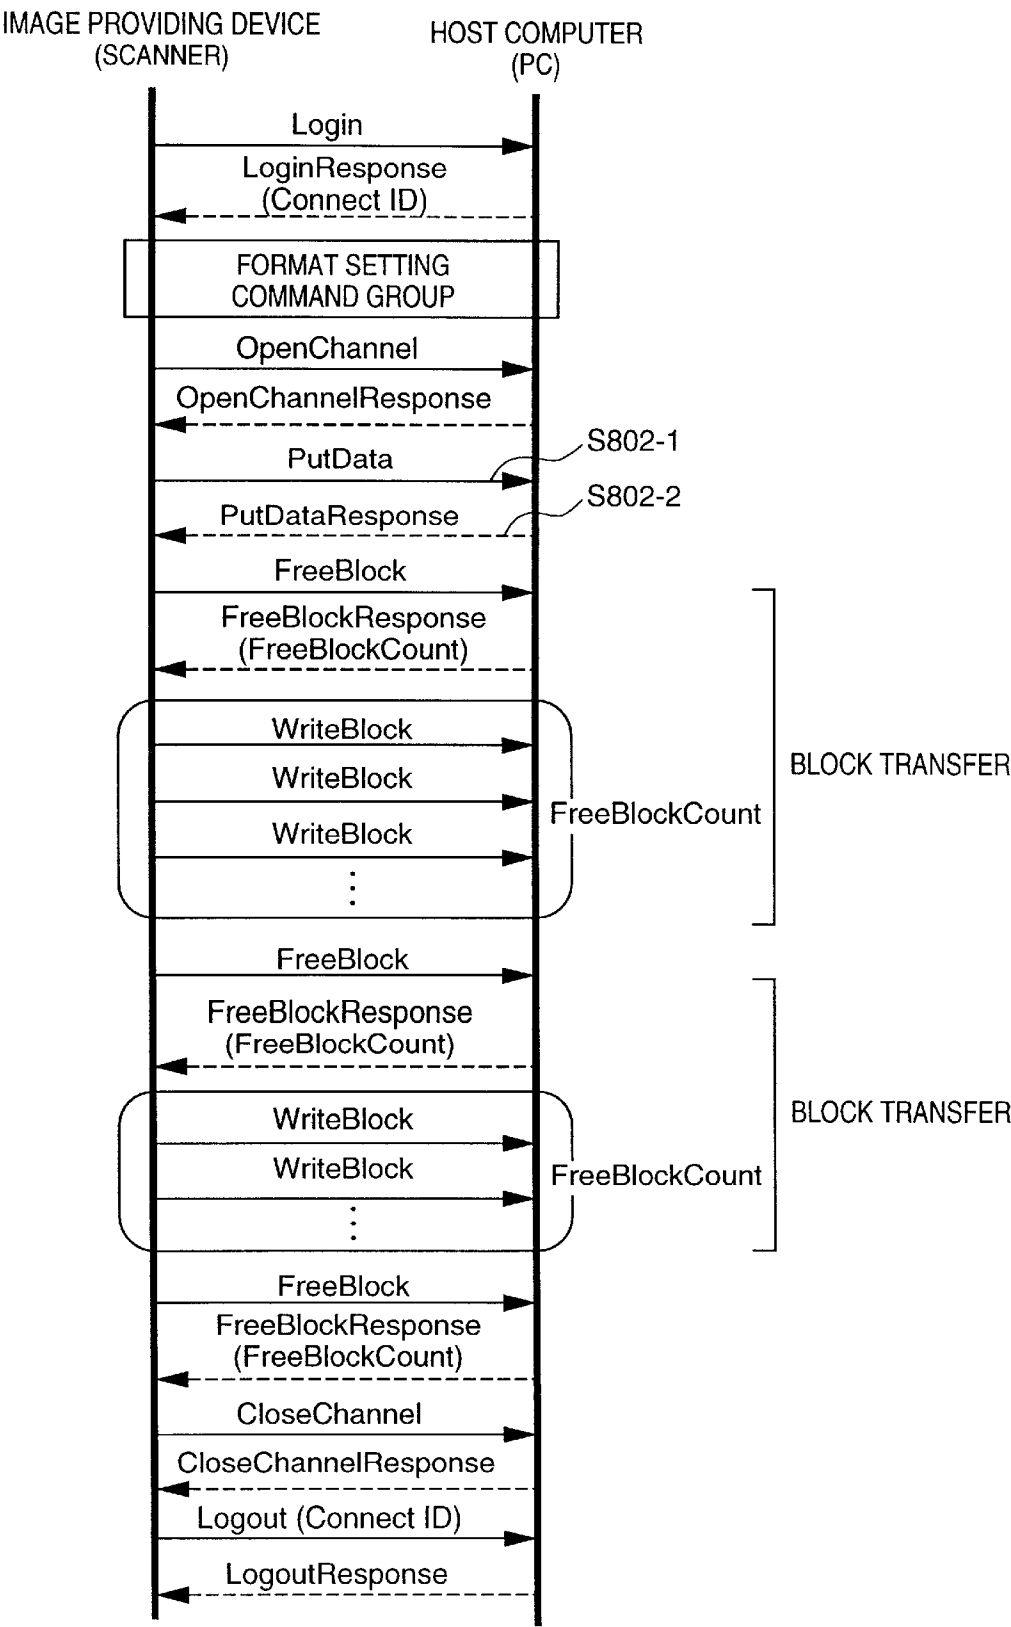 IMAGE PROVIDING DEVICE
(SCANNER)
HOST COMPUTER
(PC)
Login
LoginResponse
(Connect ID)
FORMAT SETTING
COMMAND GROUP
OpenChannel
OpenChannelResponse
PutData
S802-1
PutDataResponse
S802-2
FreeBlock
FreeBlockResponse
(FreeBlockCount)
WriteBlock
WriteBlock
WriteBlock
FreeBlockCount
BLOCK TRANSFER
FreeBlock
FreeBlockResponse
(FreeBlockCount)
WriteBlock
WriteBlock
FreeBlockCount
BLOCK TRANSFER
FreeBlock
FreeBlockResponse
(FreeBlockCount)
CloseChannel
CloseChannelResponse
Logout (Connect ID)
LogoutResponse